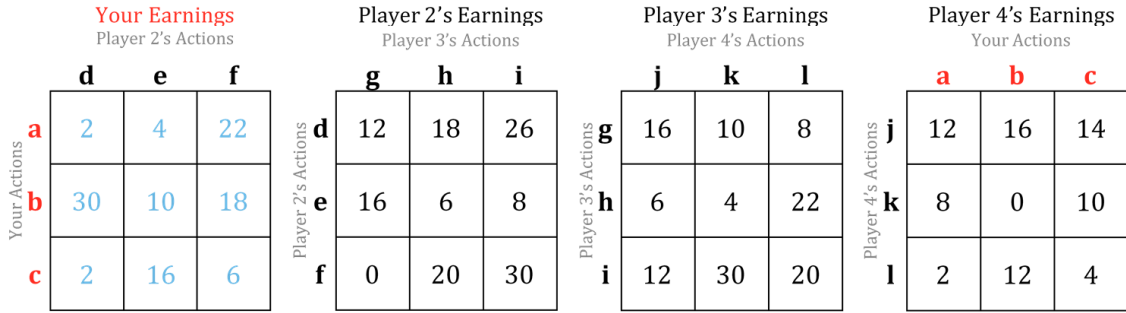 Your Earnings Player 2’s Earnings Player 3’s Earnings Player 4’s Earnings
Player 2’s Actions Player 3’s Actions Player 4’s Actions Your Actions
d e f g h i j k l a b c
a 2 4 22 d 12 18 26 g 16 10 8 j 12 16 14
Your Actions b 30 10 18 Player 2’s Actions e 16 6 8 Player 3’s Actions h 6 4 22 Player 4’s Actions k 8 0 10
c 2 16 6 f 0 20 30 i 12 30 20 l 2 12 4